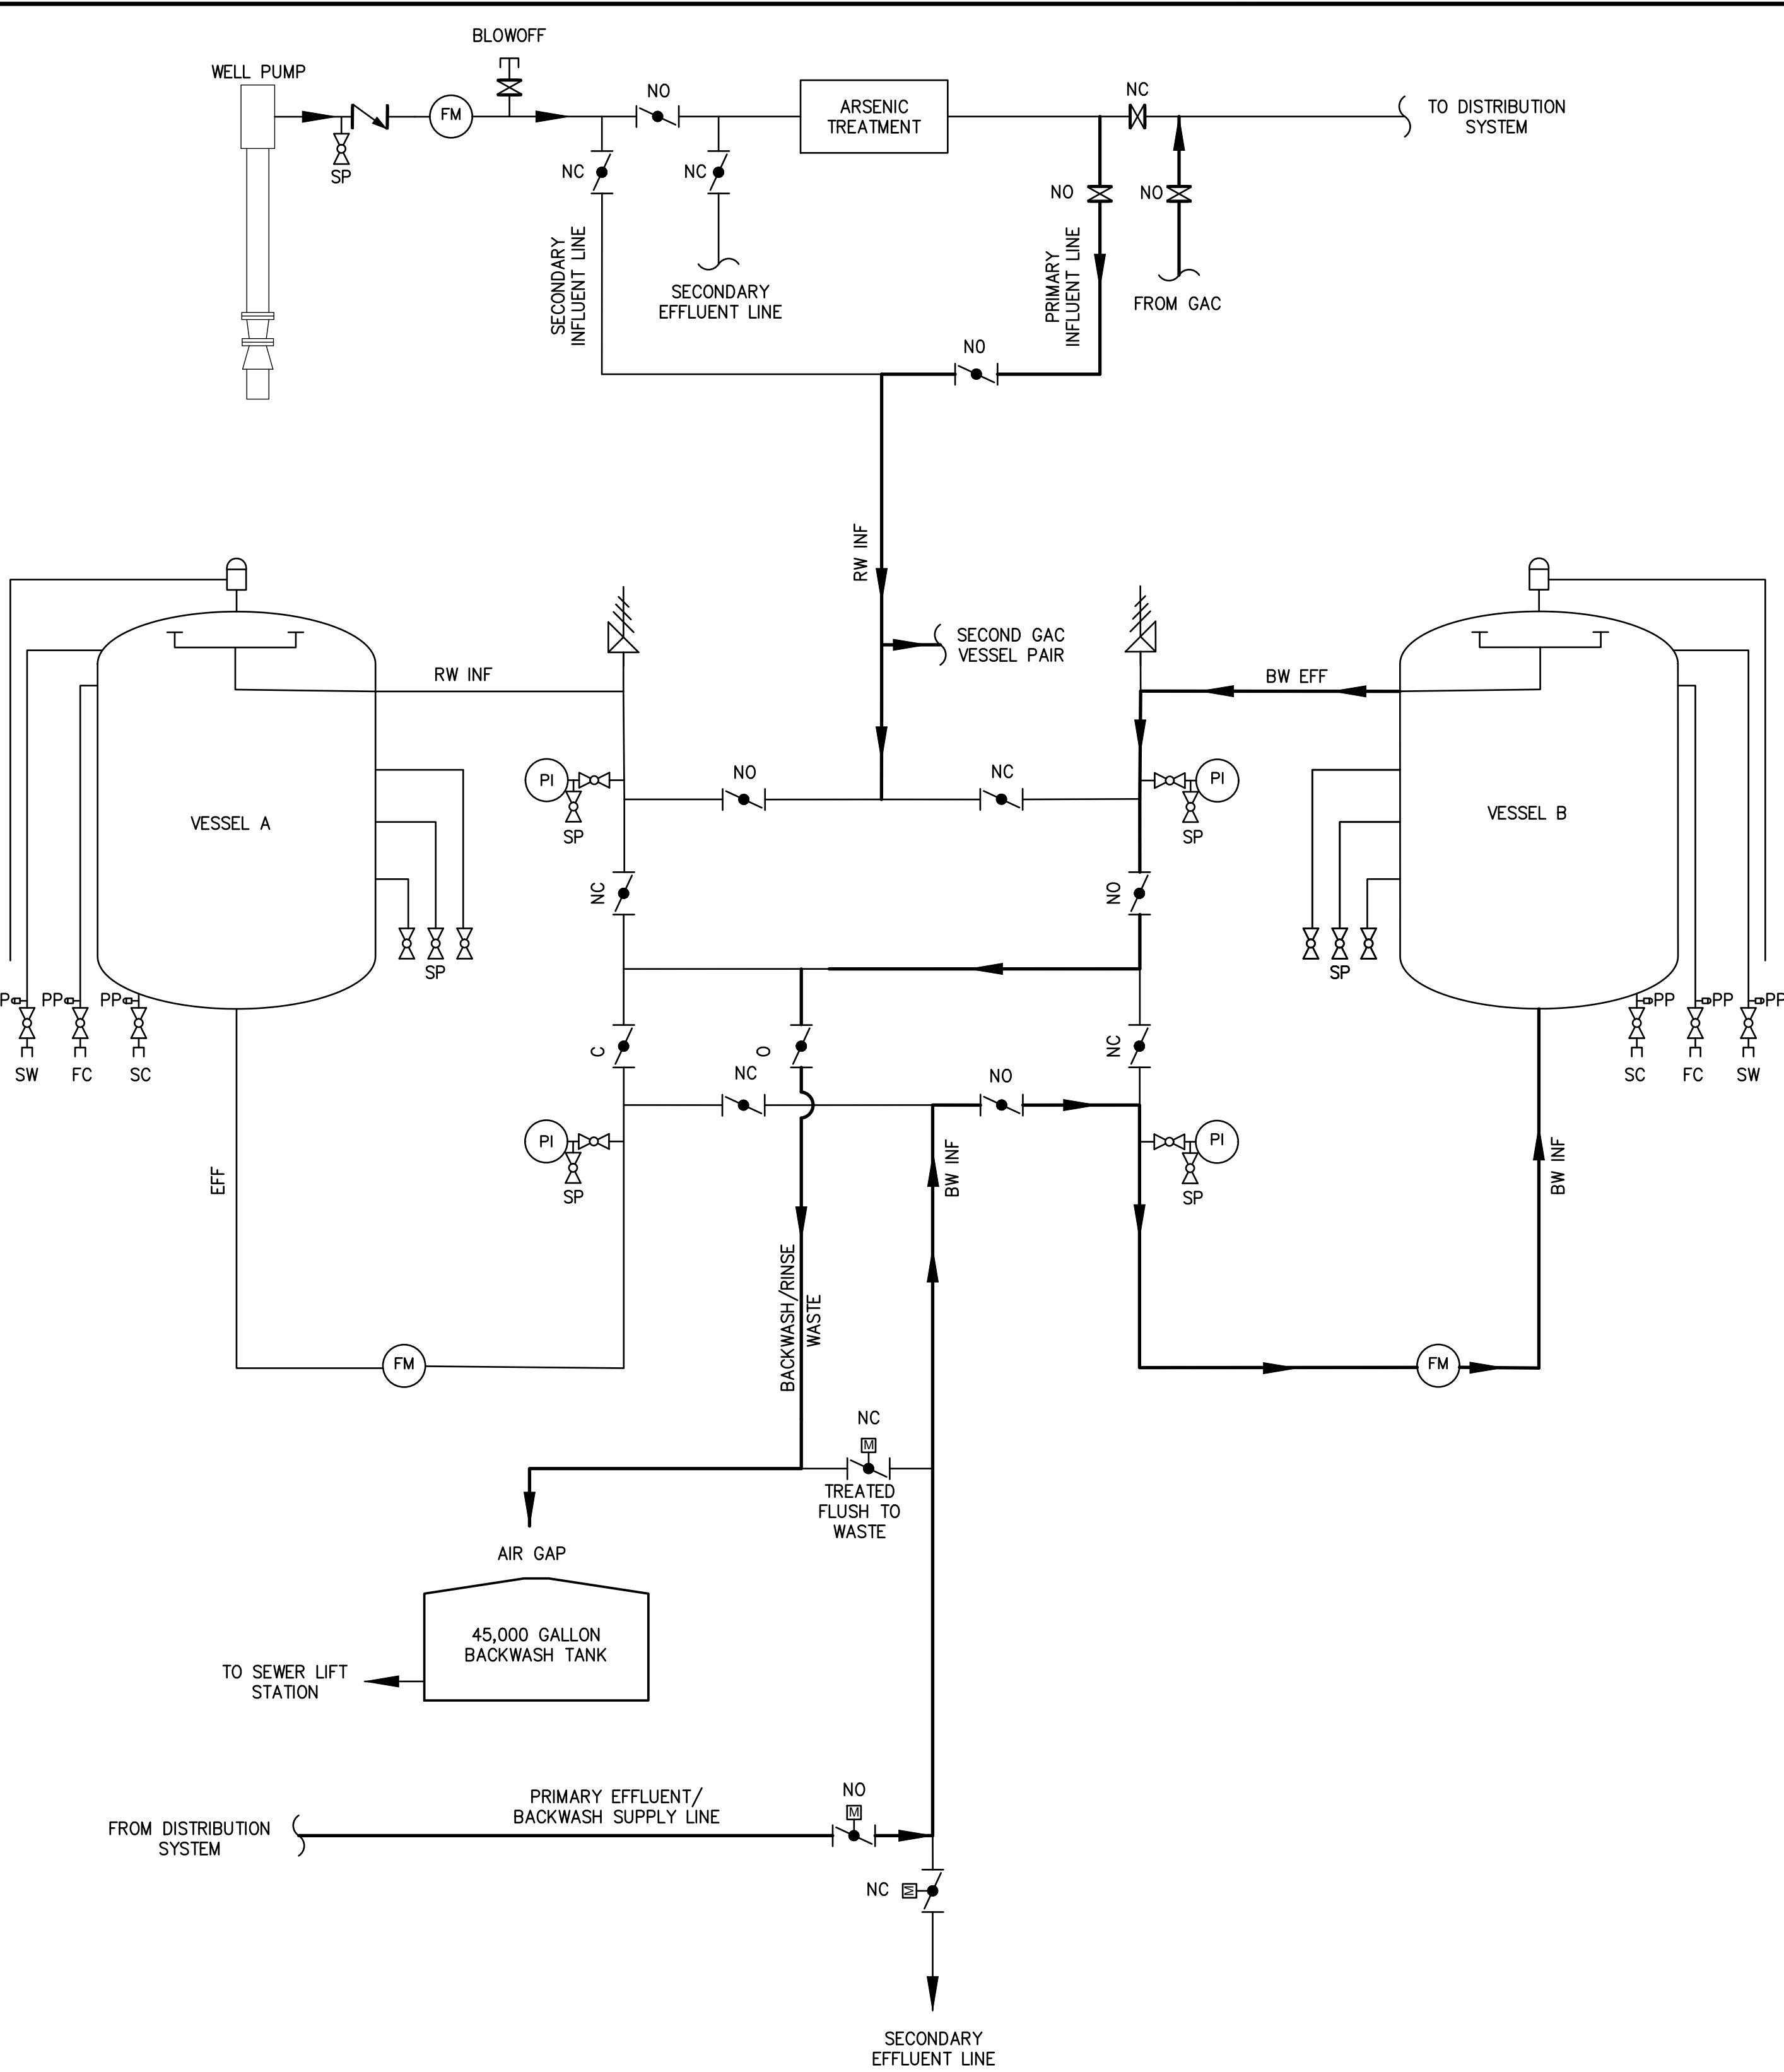 BLOWOFF
WELL PUMP
NO
NC
FM
ARSENIC
TREATMENT
TO DISTRIBUTION
SYSTEM
SP
NC
NC
NO
NO
SECONDARY
INFLUENT LINE
SECONDARY
EFFLUENT LINE
PRIMARY
INFLUENT LINE
FROM GAC
NO
RW INF
SECOND GAC
VESSEL PAIR
RW INF
BW EFF
PI
NO
NC
PI
SP
SP
VESSEL A
VESSEL B
NC
NO
SP
SP
P
PP
PP
PP
PP
PP
SW
FC
SC
SC
FC
SW
C
O
NC
NC
NO
PI
PI
SP
SP
EFF
BW INF
BW INF
BACKWASH/RINSE
WASTE
FM
FM
NC
M
TREATED
FLUSH TO
WASTE
AIR GAP
45,000 GALLON
BACKWASH TANK
TO SEWER LIFT
STATION
PRIMARY EFFLUENT/
BACKWASH SUPPLY LINE
NO
M
FROM DISTRIBUTION
SYSTEM
NC
M
SECONDARY
EFFLUENT LINE